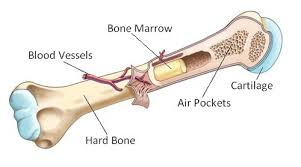 Bone Marrow
Blood Vessels
Cartilage
Air Pockets
Hard Bone